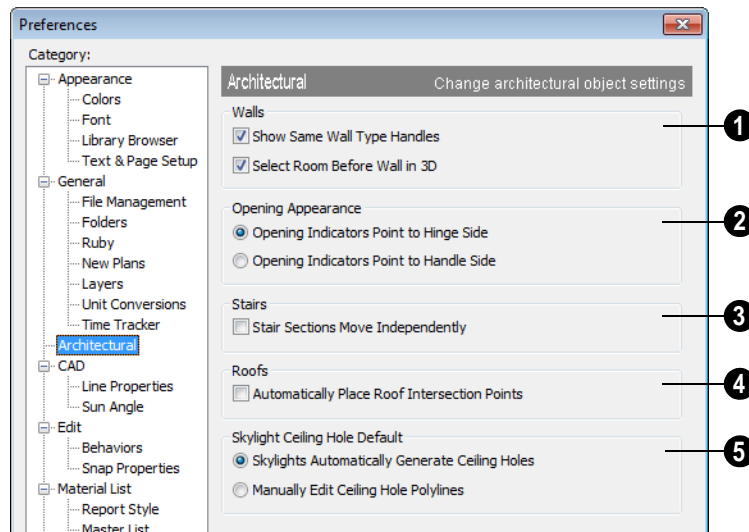 Preferences
Category:
Appearance
Colors
Font
Library Browser
Text & Page Setup
General
File Management
Folders
Ruby
New Plans
Layers
Unit Conversions
Time Tracker
Architectural
CAD
Line Properties
Sun Angle
Edit
Behaviors
Snap Properties
Material List
Report Style
Master List
Architectural Change architectural object settings
Walls
Show Same Wall Type Handles
Select Room Before Wall in 3D
1
Opening Appearance
Opening Indicators Point to Hinge Side
Opening Indicators Point to Handle Side
2
Stairs
Stair Sections Move Independently
3
Roofs
Automatically Place Roof Intersection Points
4
Skylight Ceiling Hole Default
Skylights Automatically Generate Ceiling Holes
Manually Edit Ceiling Hole Polylines
5